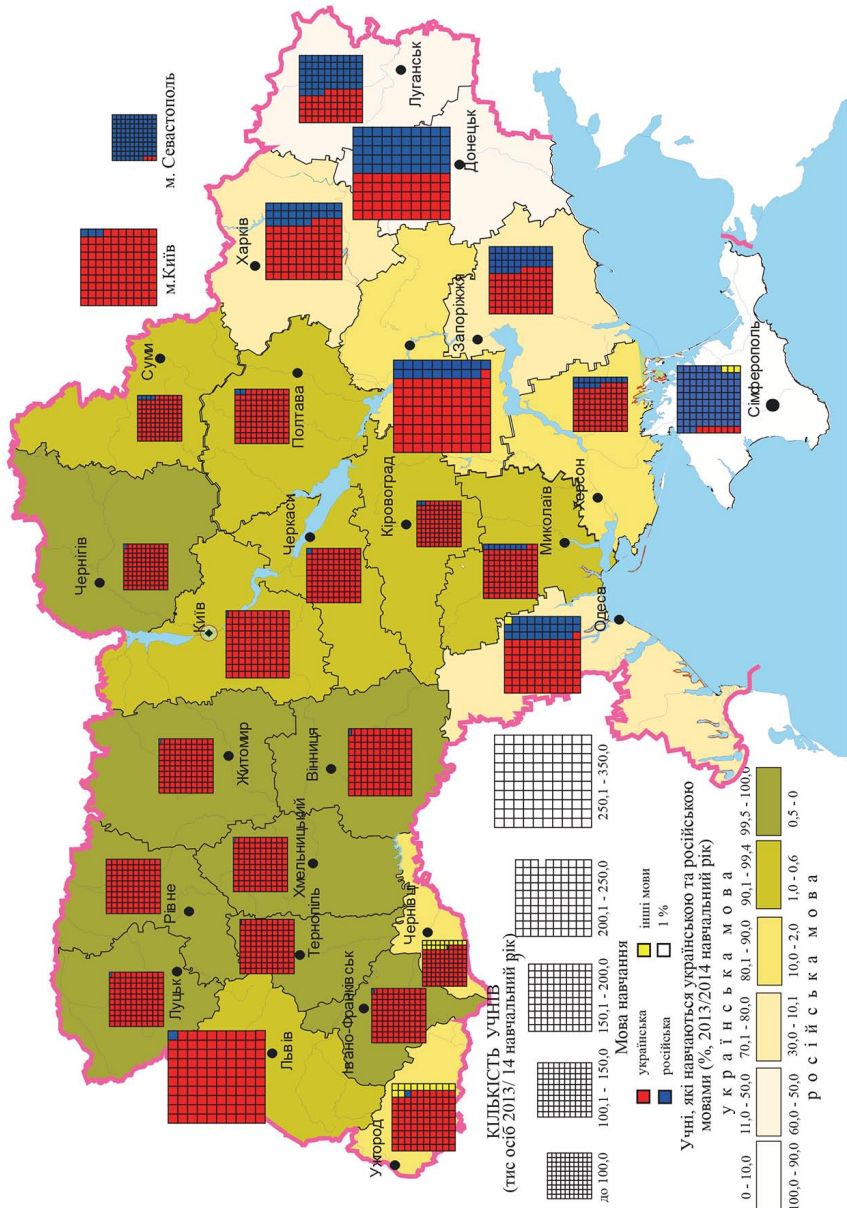 м. Севастополь
м.Київ
Луганськ
Донецьк
Харків
Суми
Полтава
Запоріжжя
Чернігів
Київ
Черкаси
Кіровоград
Миколаїв
Херсон
Одеса
Сімферополь
Житомир
Вінниця
Рівне
Хмельницький
Тернопіль
Луцьк
Львів
Івано-Франківськ
Чернівці
Ужгород
КІЛЬКІСТЬ УЧНІВ
(тис осіб 2013/ 14 навчальний рік)
до 100,0
100,1 - 150,0
150,1 - 200,0
200,1 - 250,0
250,1 - 350,0
Мова навчання
українська
інші мови
російська
1 %
Учні, які навчаються українською та російською
мовами (%, 2013/2014 навчальний рік)
українська мова
0 - 10,0
11,0 - 50,0
70,1 - 80,0
80,1 - 90,0
90,1 - 99,4
99,5 - 100,0
100,0 - 90,0
60,0 - 50,0
30,0 - 10,1
10,0 - 2,0
1,0 - 0,6
0,5 - 0
російська мова